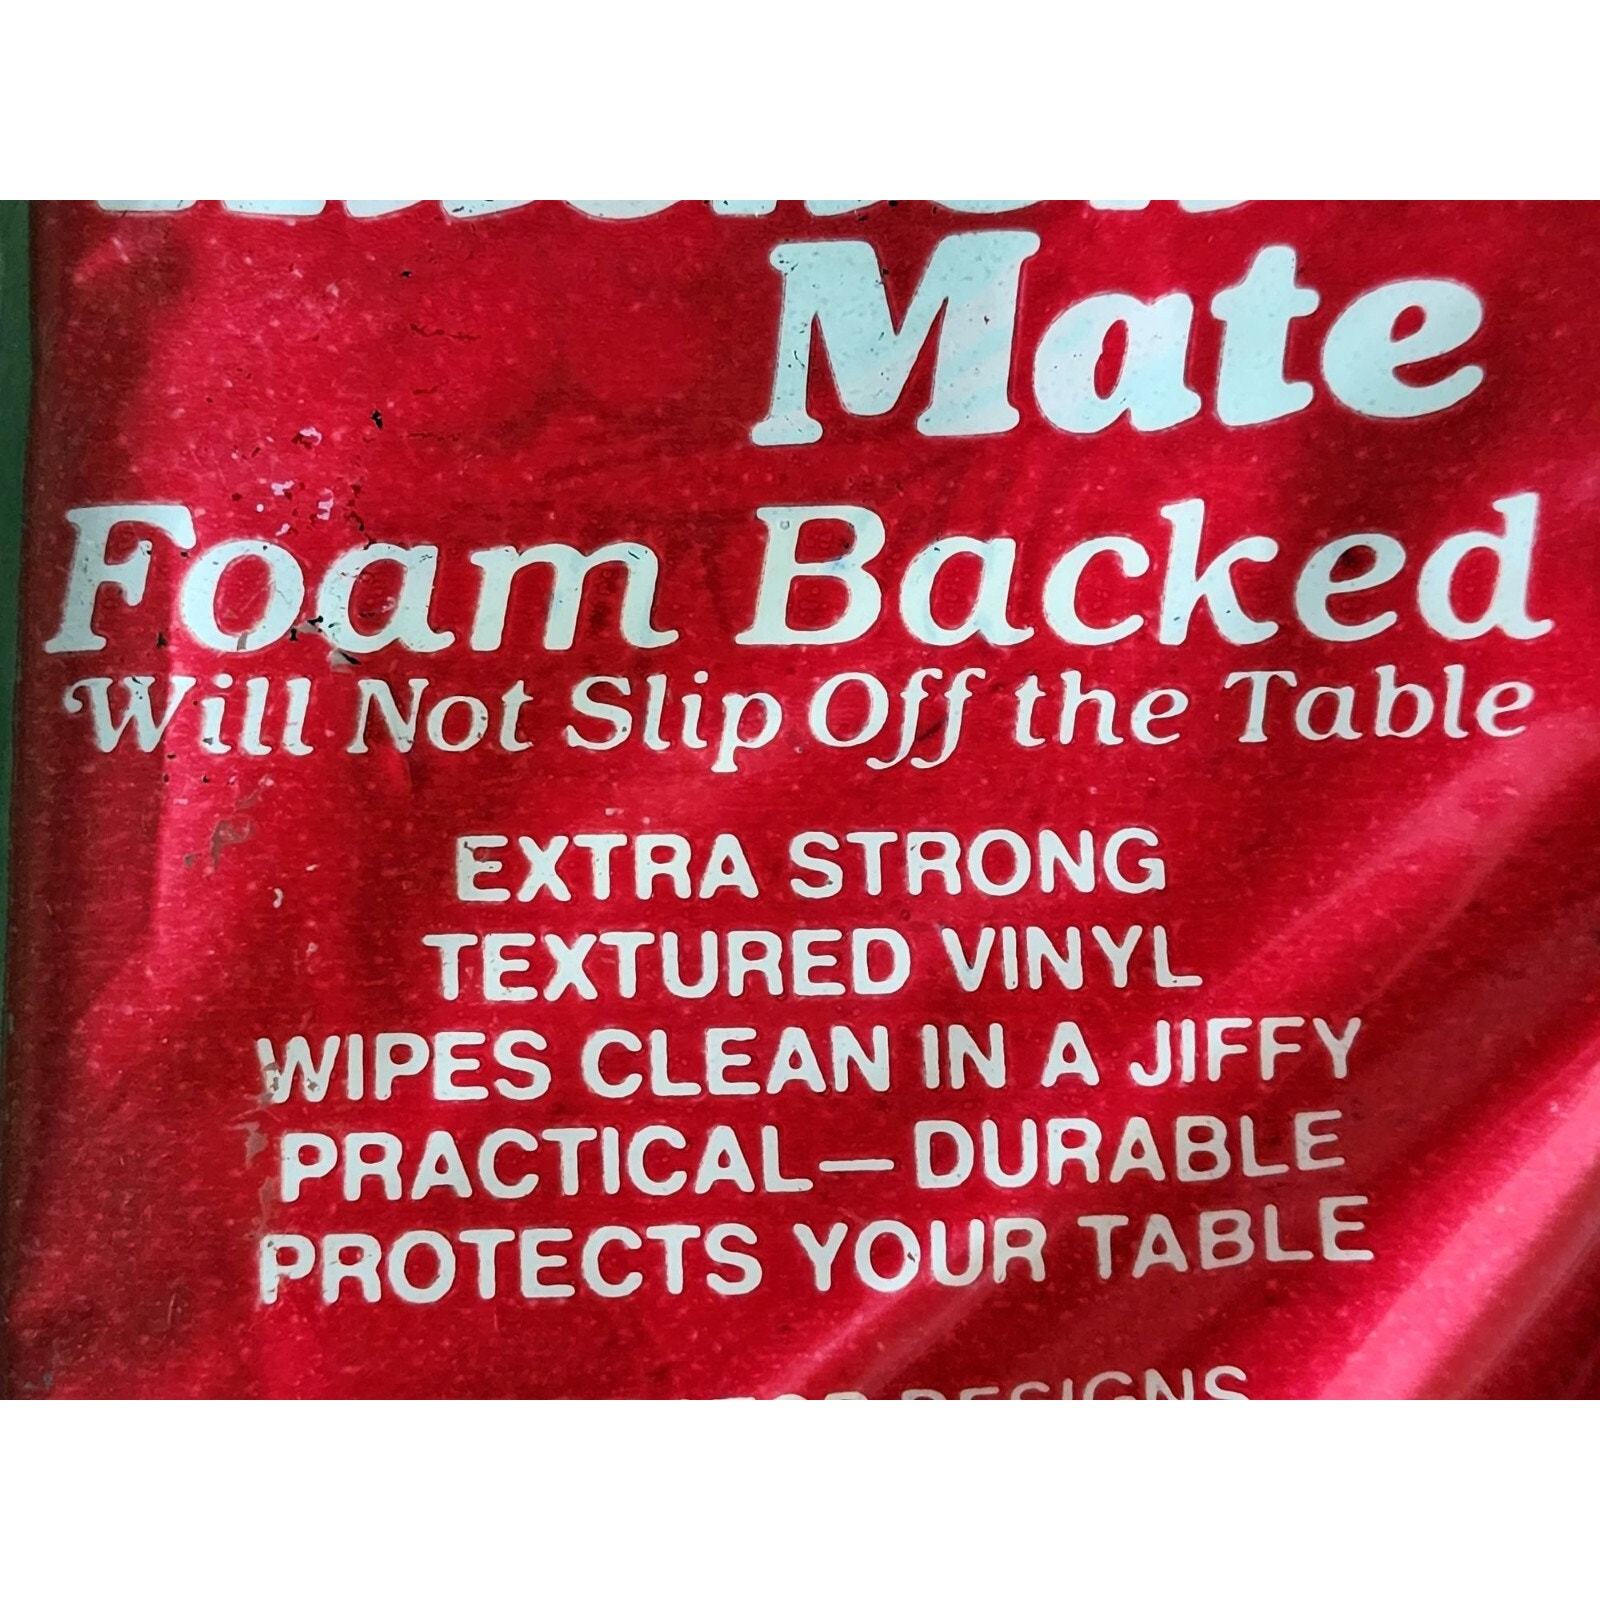 Mate
Foam Backed
Will Not Slip Off the Table
EXTRA STRONG
TEXTURED VINYL
WIPES CLEAN IN A JIFFY
PRACTICAL—DURABLE
PROTECTS YOUR TABLE
DESIGNS